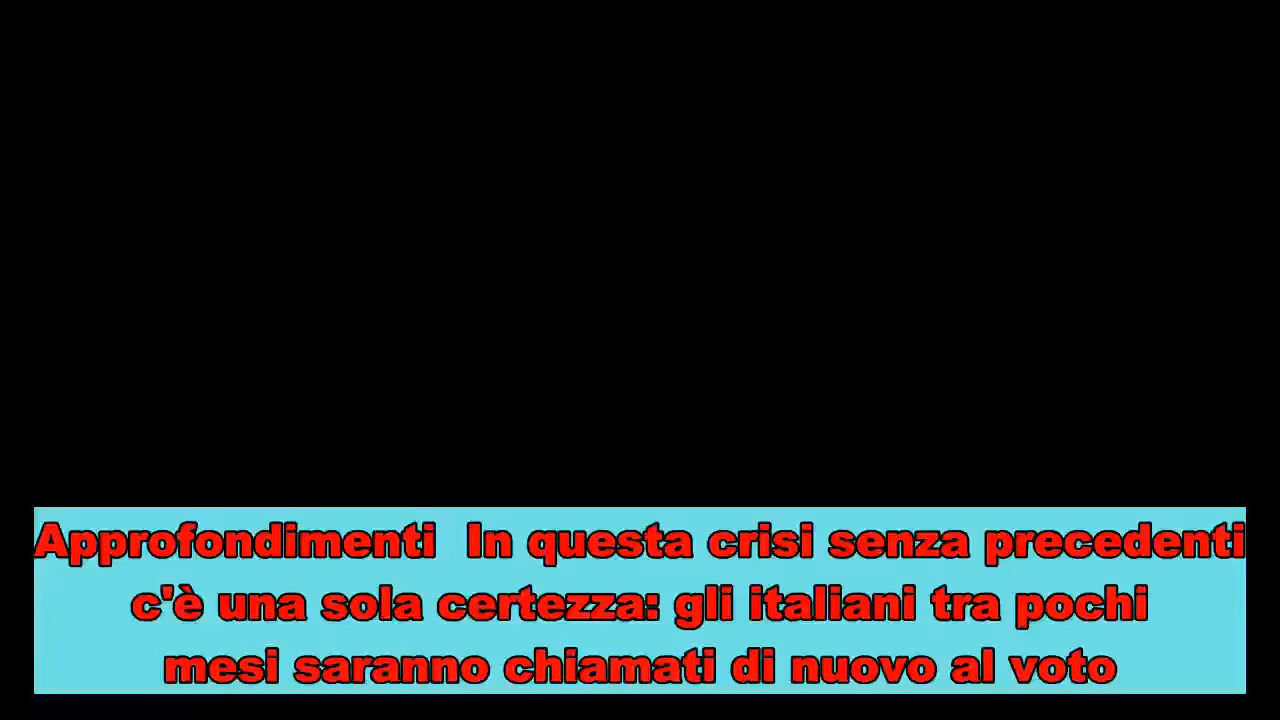 Approfondimenti  In questa crisi senza precedenti
c'è una sola certezza: gli italiani tra pochi
mesi saranno chiamati di nuovo al voto